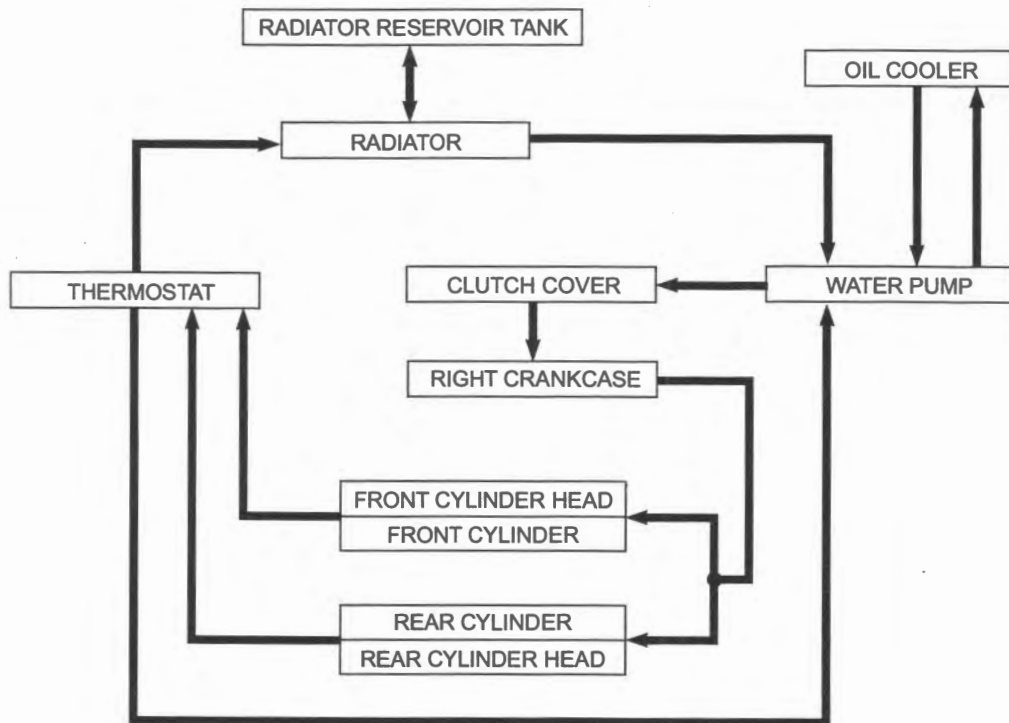 RADIATOR RESERVOIR TANK
OIL COOLER
RADIATOR
THERMOSTAT
CLUTCH COVER
WATER PUMP
RIGHT CRANKCASE
FRONT CYLINDER HEAD
FRONT CYLINDER
REAR CYLINDER
REAR CYLINDER HEAD